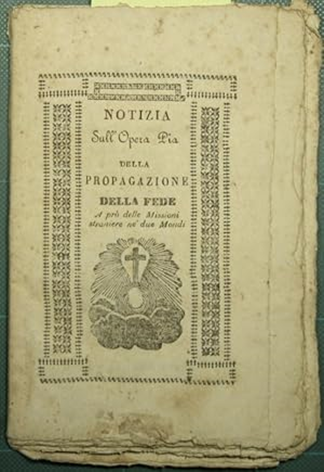 NOTIZIA
Sull'Opera Pia
DELLA
PROPAGAZIONE
DELLA FEDE
A prò delle Missioni
straniere ne' due Mondi